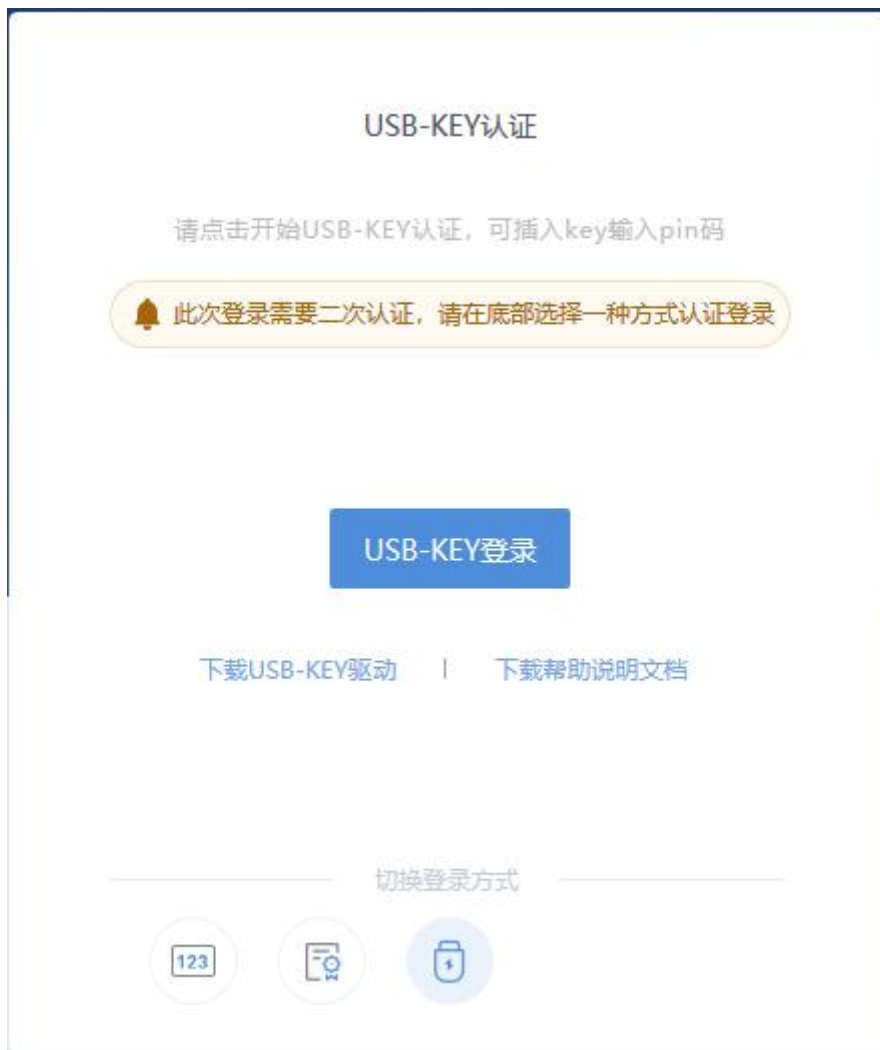 USB-KEY认证
请点击开始USB-KEY认证，可插入key输入pin码
此次登录需要二次认证，请在底部选择一种方式认证登录
USB-KEY登录
下载USB-KEY驱动 | 下载帮助说明文档
切换登录方式
123